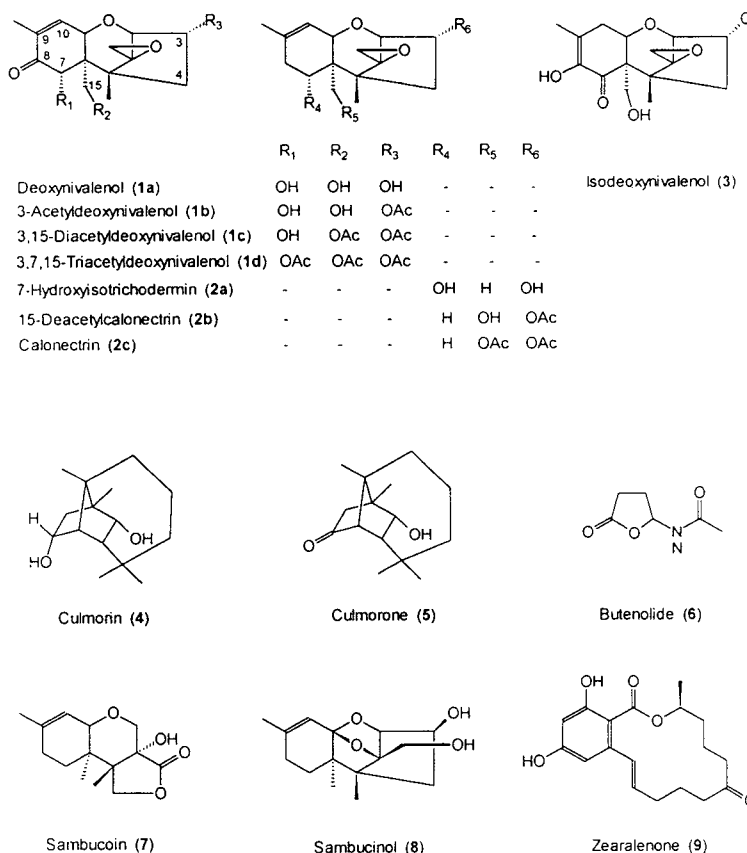 O
R₃
9
10
3
8
O
7
4
15
R₁
R₂
O
R₆
O
R₄
R₅
O
O
HO
O
OH
R₁ R₂ R₃ R₄ R₅ R₆
Isodeoxynivalenol (3)
Deoxynivalenol (1a) OH OH OH - - -
3-Acetyldeoxynivalenol (1b) OH OH OAc - - -
3,15-Diacetyldeoxynivalenol (1c) OH OAc OAc - - -
3,7,15-Triacetyldeoxynivalenol (1d) OAc OAc OAc - - -
7-Hydroxyisotrichodermin (2a) - - - OH H OH
15-Deacetylcalonectrin (2b) - - - H OH OAc
Calonectrin (2c) - - - H OAc OAc
H
HO
OH
O
OH
O
O
O
N
N
Culmorin (4) Culmorone (5) Butenolide (6)
O
OH
O
O
O
O
OH
OH
OH
O
O
HO
O
Sambucoin (7) Sambucinol (8) Zearalenone (9)